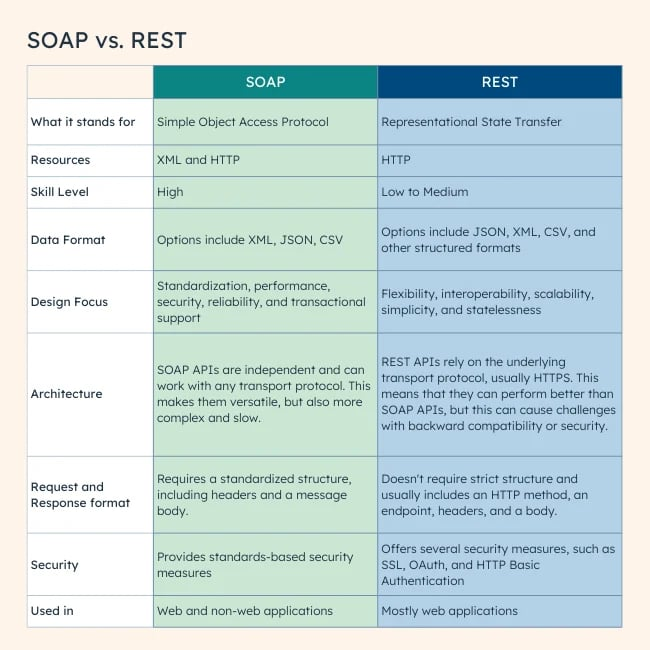 SOAP vs. REST
SOAP
REST
What it stands for
Simple Object Access Protocol
Representational State Transfer
Resources
XML and HTTP
HTTP
Skill Level
High
Low to Medium
Data Format
Options include XML, JSON, CSV
Options include JSON, XML, CSV, and
other structured formats
Design Focus
Standardization, performance,
security, reliability, and transactional
support
Flexibility, interoperability, scalability,
simplicity, and statelessness
Architecture
SOAP APIs are independent and can
work with any transport protocol. This
makes them versatile, but also more
complex and slow.
REST APIs rely on the underlying
transport protocol, usually HTTPS. This
means that they can perform better than
SOAP APIs, but this can cause challenges
with backward compatibility or security.
Request and
Response format
Requires a standardized structure,
including headers and a message
body.
Doesn't require strict structure and
usually includes an HTTP method, an
endpoint, headers, and a body.
Security
Provides standards-based security
measures
Offers several security measures, such as
SSL, OAuth, and HTTP Basic
Authentication
Used in
Web and non-web applications
Mostly web applications